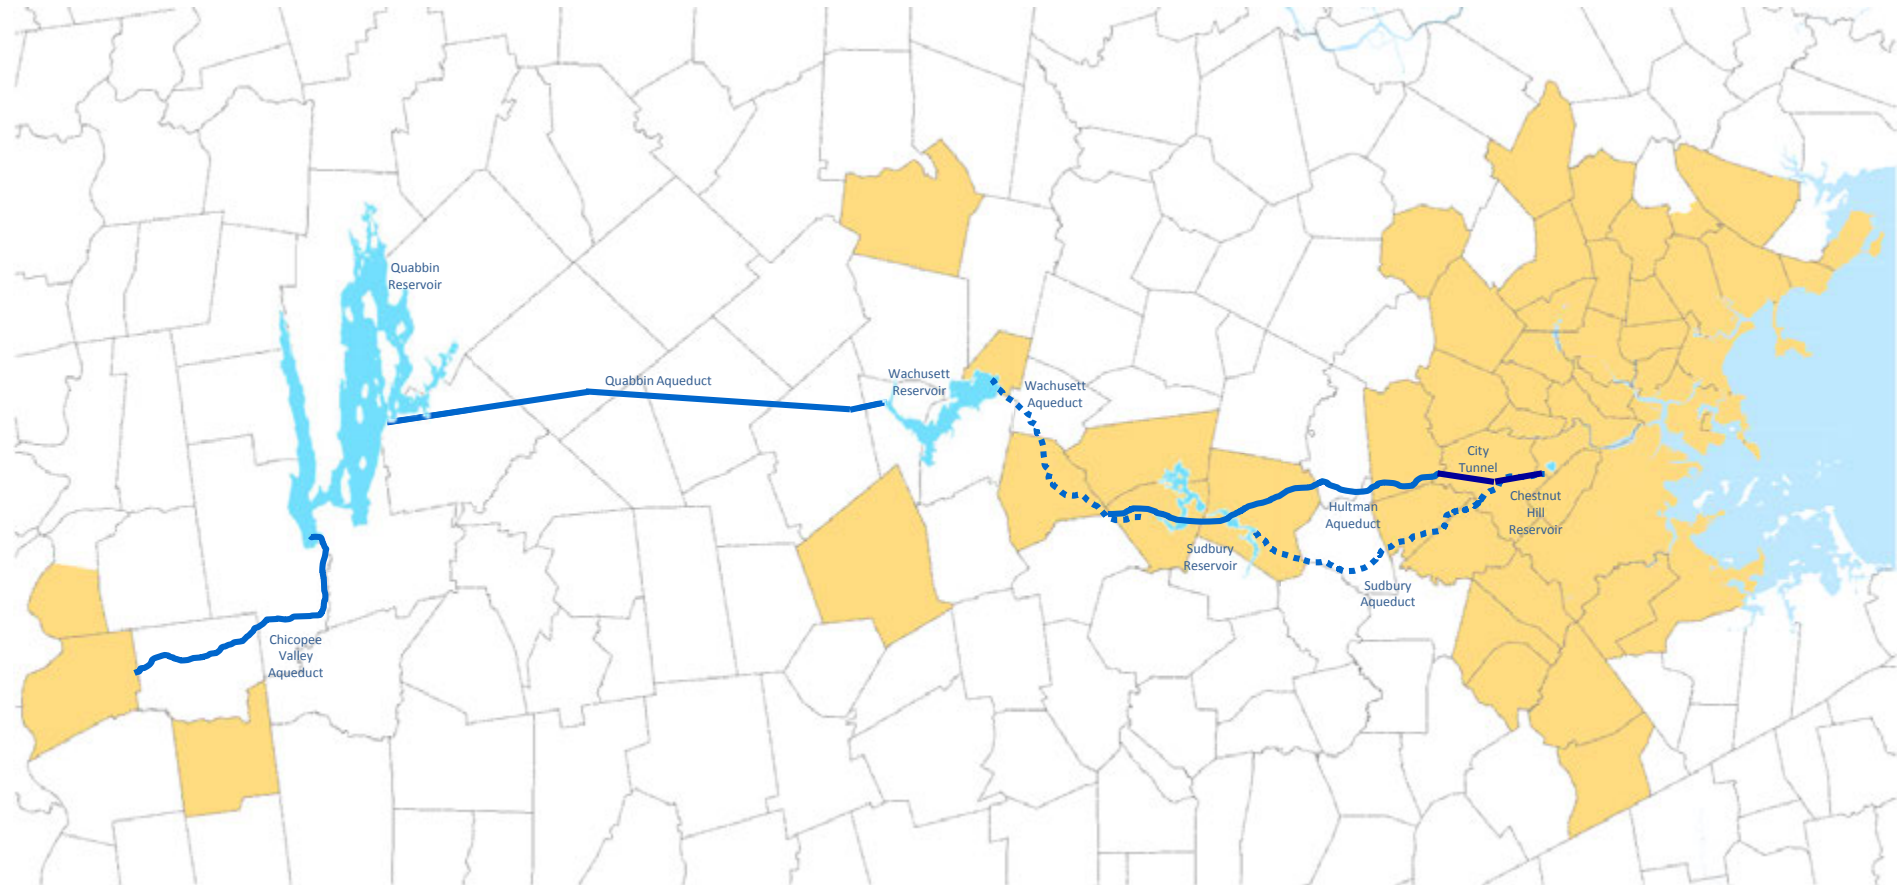 Quabbin
Reservoir
Quabbin Aqueduct
Wachusett
Reservoir
Wachusett
Aqueduct
City
Tunnel
Chestnut
Hill
Reservoir
Hultman
Aqueduct
Sudbury
Reservoir
Sudbury
Aqueduct
Chicopee
Valley
Aqueduct